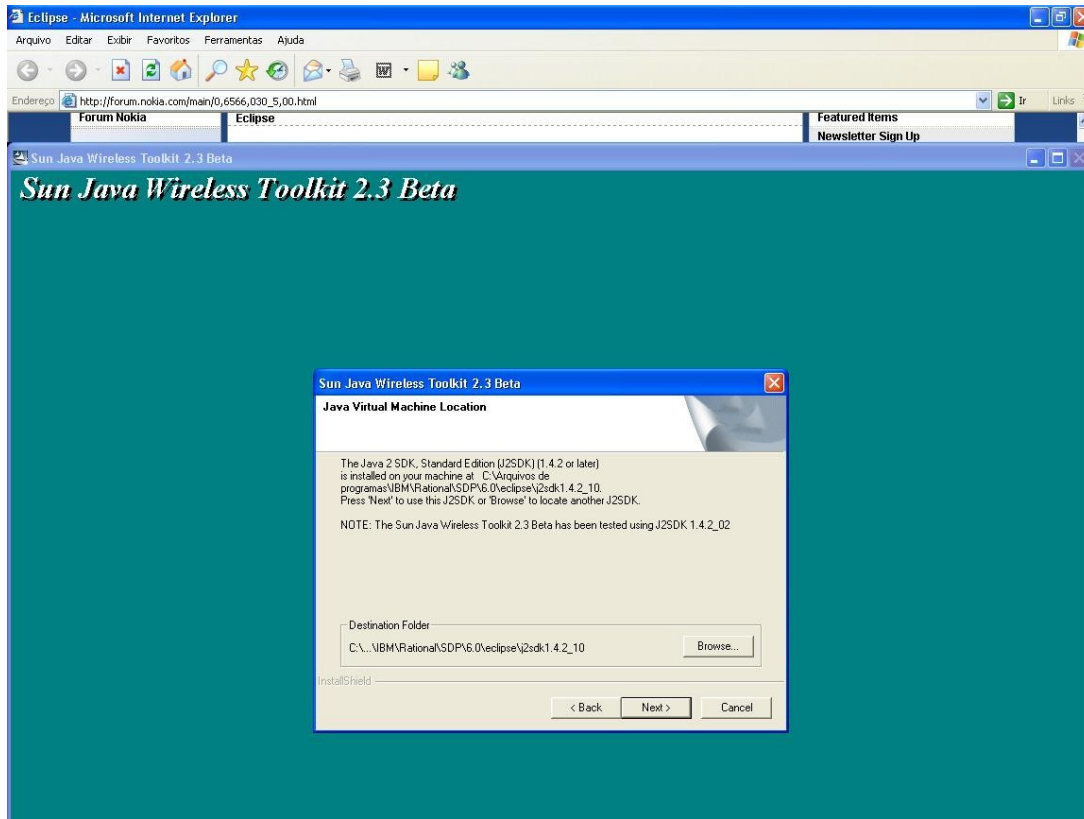 Eclipse - Microsoft Internet Explorer
Arquivo Editar Exibir Favoritos Ferramentas Ajuda
Endereço http://forum.nokia.com/main/0,6566,030_5,00.html Ir Links
Forum Nokia Eclipse Featured Items
Newsletter Sign Up
Sun Java Wireless Toolkit 2.3 Beta
Sun Java Wireless Toolkit 2.3 Beta
Sun Java Wireless Toolkit 2.3 Beta
Java Virtual Machine Location
The Java 2 SDK, Standard Edition (J2SDK) (1.4.2 or later)
is installed on your machine at C:\Arquivos de
programas\IBM\Rational\SDP\6.0\eclipse\j2sdk1.4.2_10.
Press 'Next' to use this J2SDK or 'Browse' to locate another J2SDK.
NOTE: The Sun Java Wireless Toolkit 2.3 Beta has been tested using J2SDK 1.4.2_02
Destination Folder
C:\...\IBM\Rational\SDP\6.0\eclipse\j2sdk1.4.2_10 Browse...
InstallShield
< Back Next > Cancel